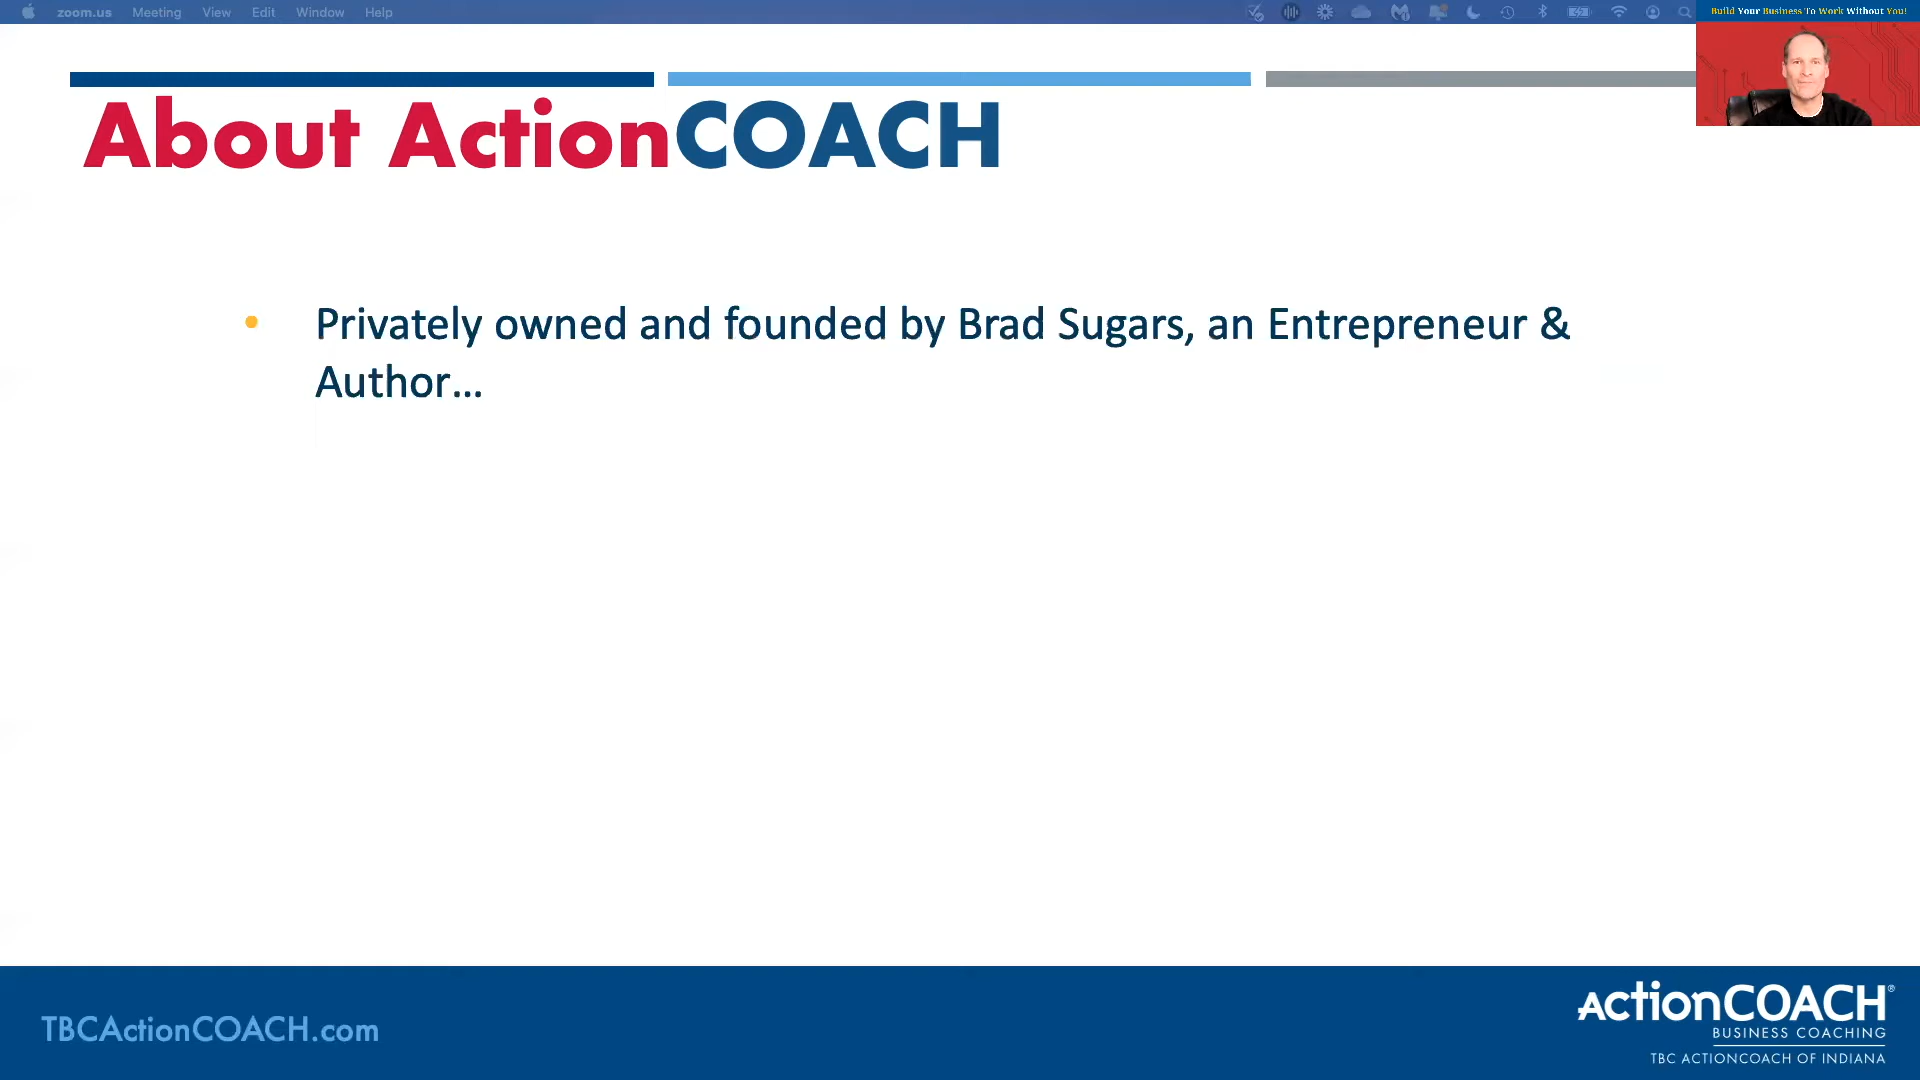 zoom.us Meeting View Edit Window Help
Build Your Business To Work Without You!
About ActionCOACH
• Privately owned and founded by Brad Sugars, an Entrepreneur &
Author...
TBCActionCOACH.com
actionCOACH®
BUSINESS COACHING
TBC ACTIONCOACH OF INDIANA